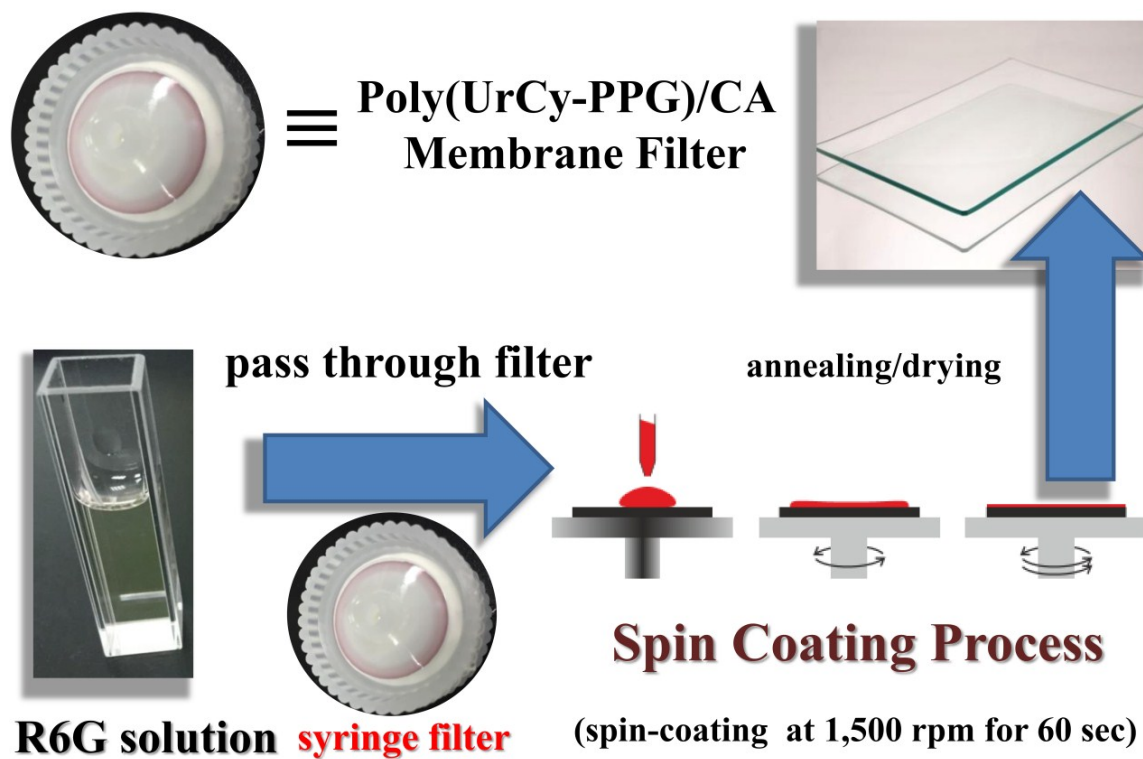 ≡
Poly(UrCy-PPG)/CA
Membrane Filter
pass through filter
annealing/drying
Spin Coating Process
R6G solution
syringe filter
(spin-coating at 1,500 rpm for 60 sec)